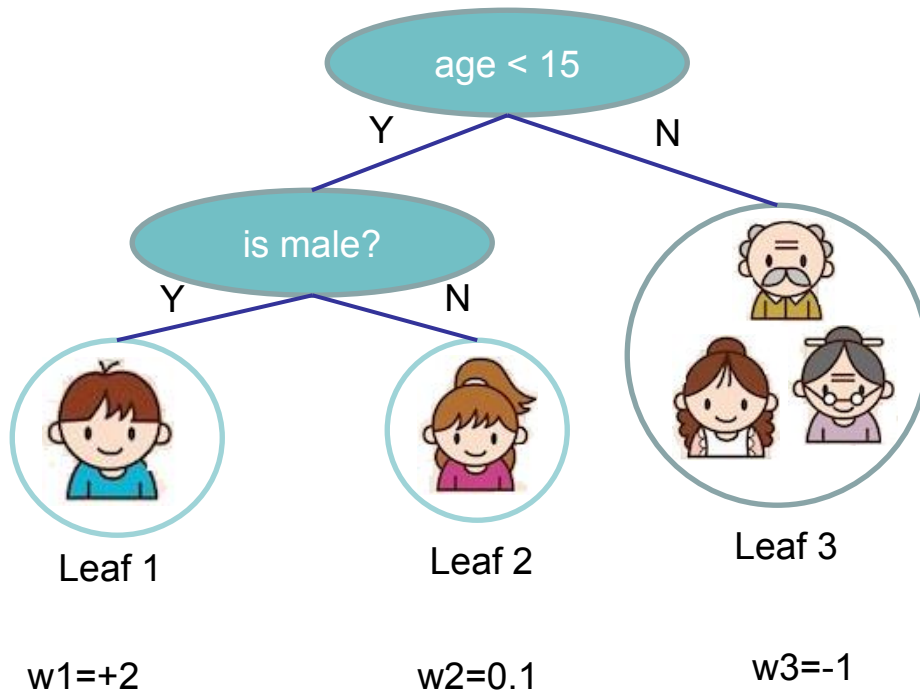 age < 15
Y
N
is male?
Y
N
Leaf 1
Leaf 2
Leaf 3
w1=+2
w2=0.1
w3=-1